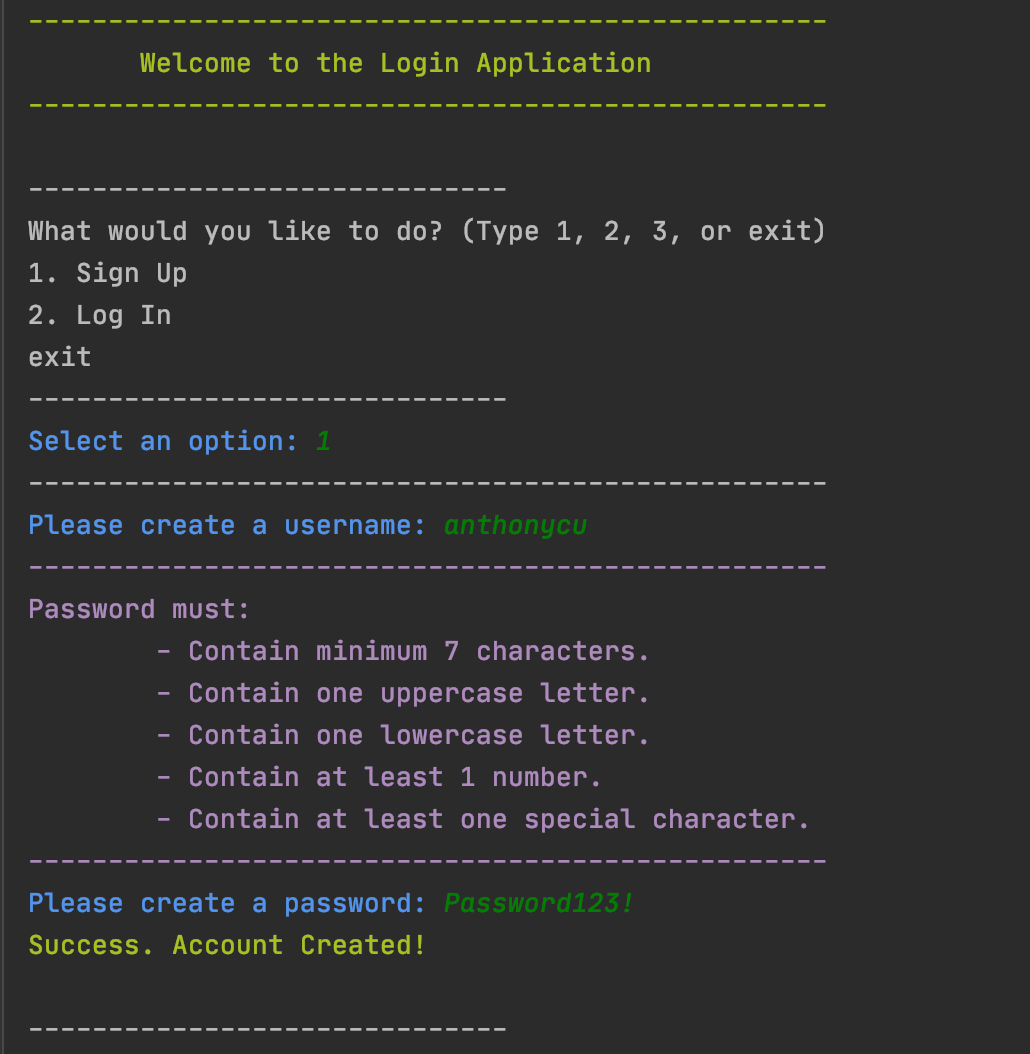 --------------------------------------------------
Welcome to the Login Application
--------------------------------------------------
------------------------------
What would you like to do? (Type 1, 2, 3, or exit)
1. Sign Up
2. Log In
exit
------------------------------
Select an option: 1
--------------------------------------------------
Please create a username: anthonycu
--------------------------------------------------
Password must:
- Contain minimum 7 characters.
- Contain one uppercase letter.
- Contain one lowercase letter.
- Contain at least 1 number.
- Contain at least one special character.
--------------------------------------------------
Please create a password: Password123!
Success. Account Created!
------------------------------